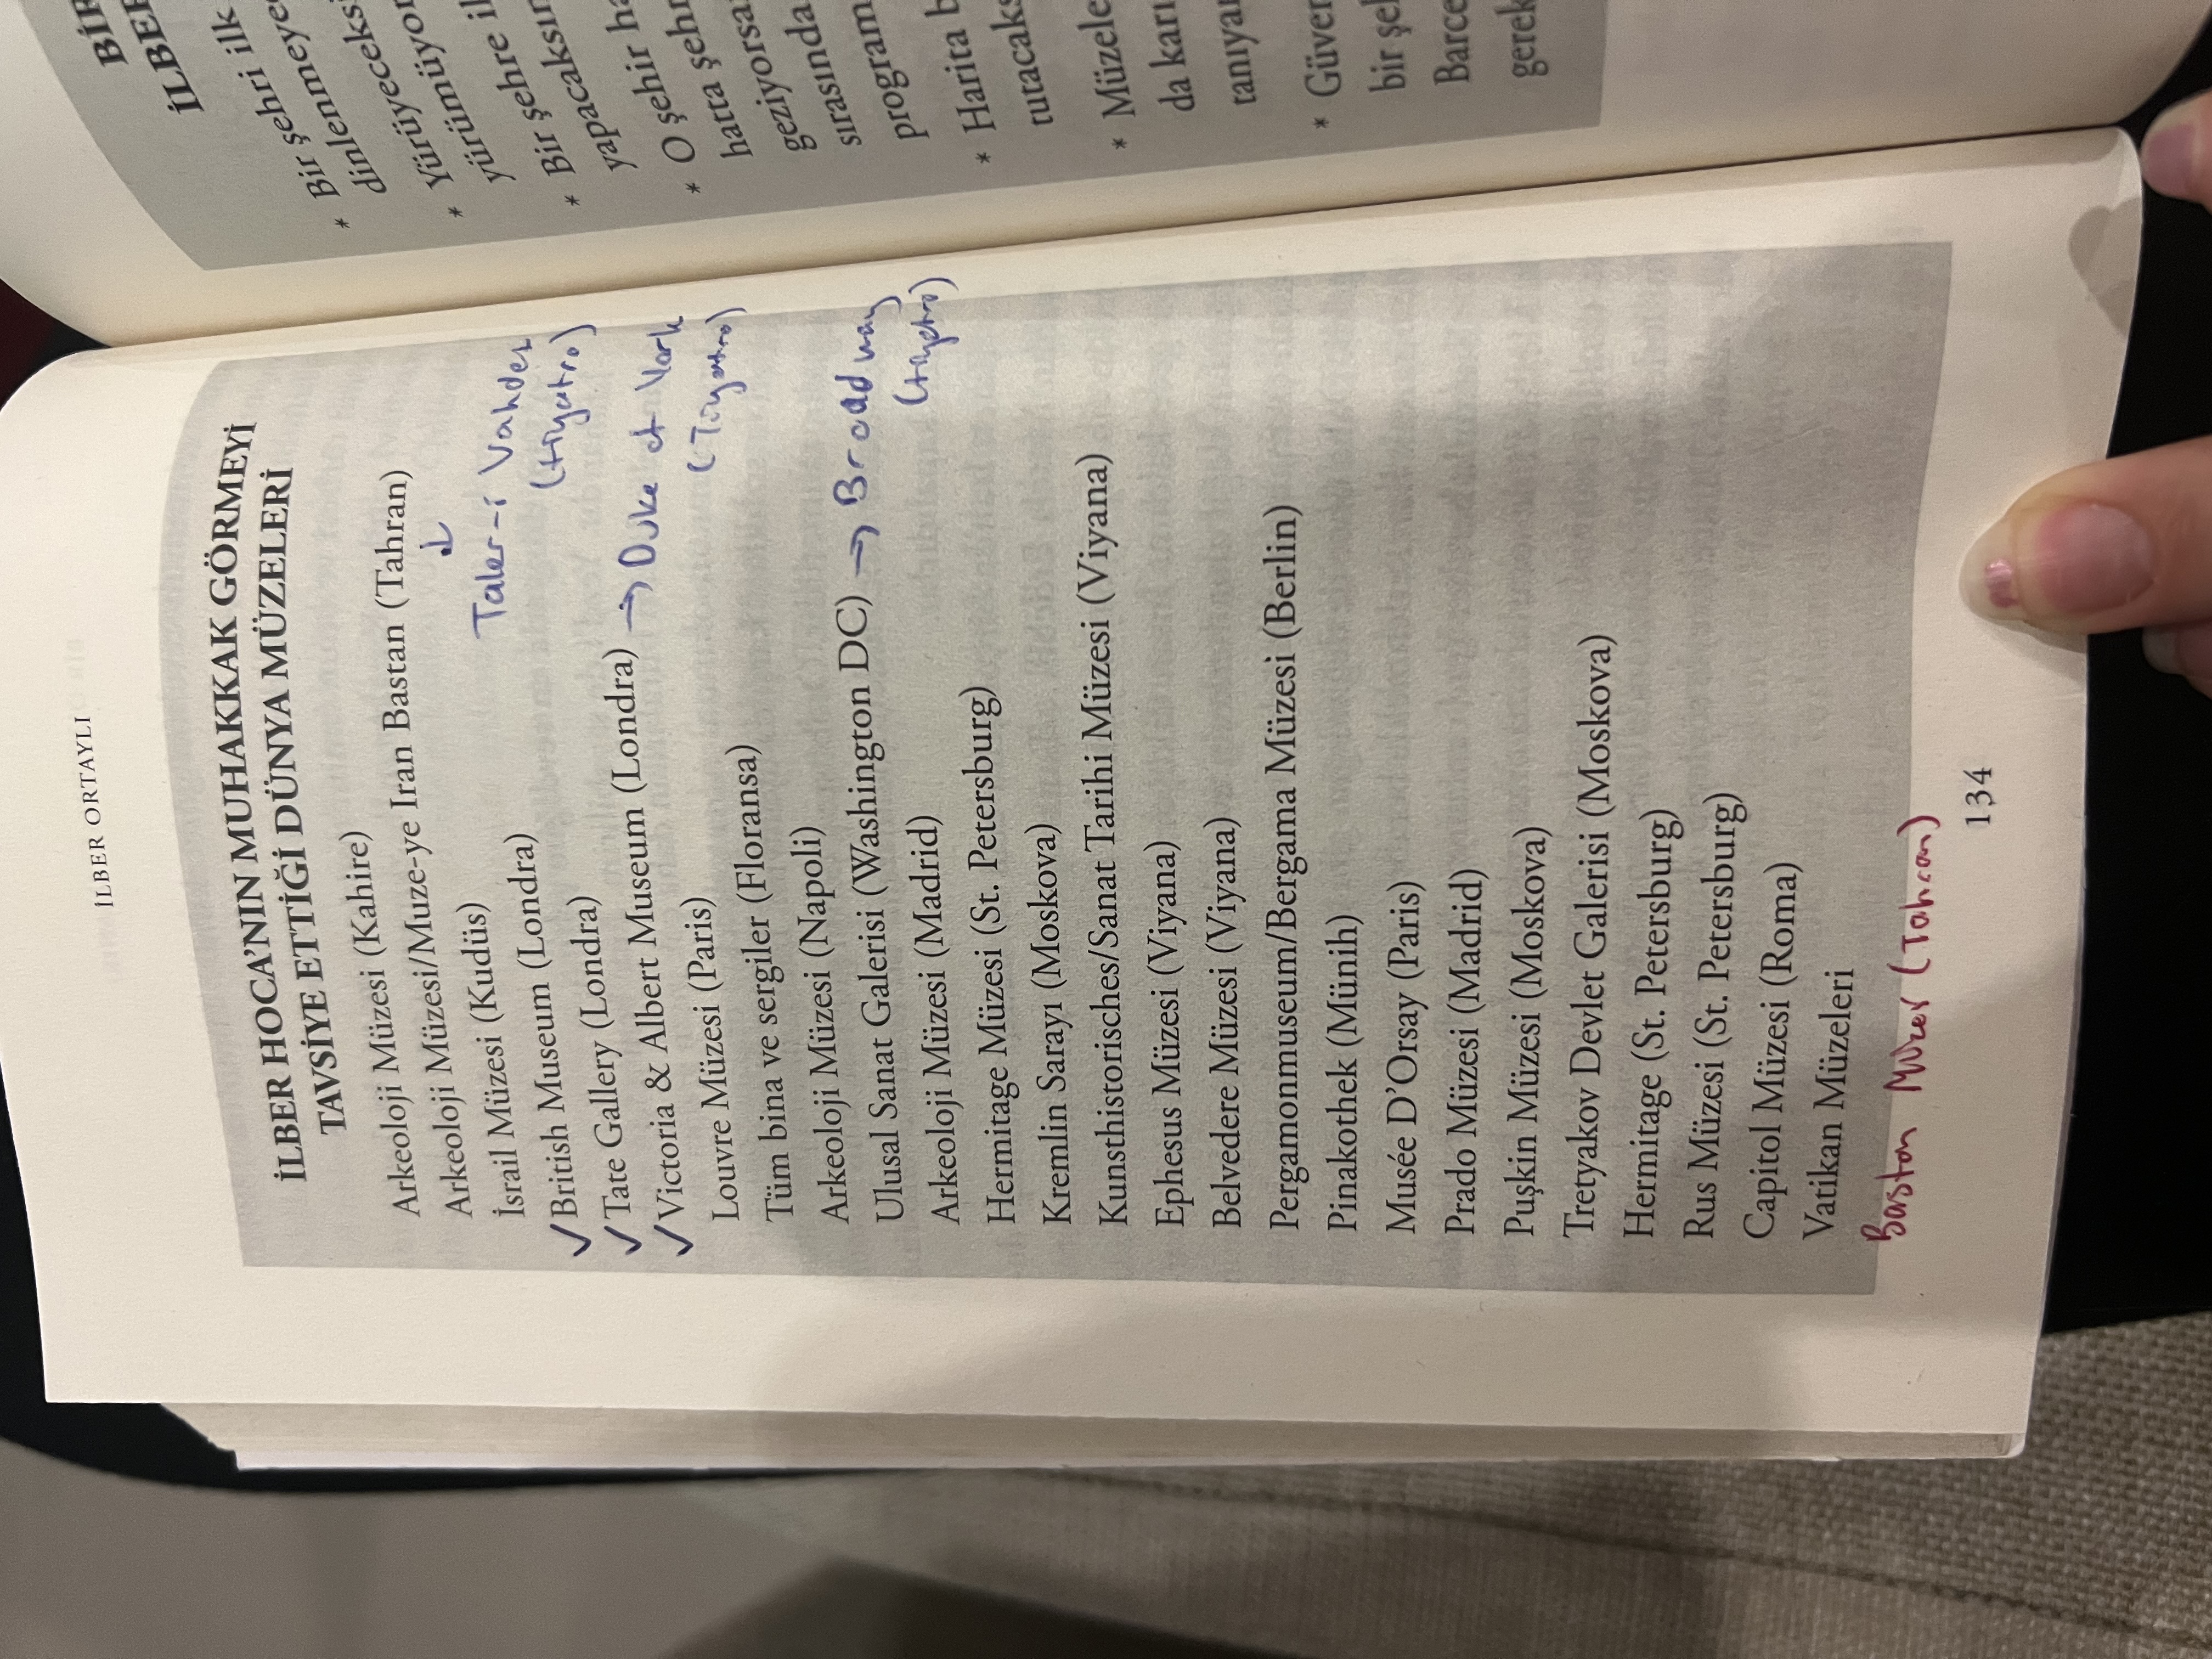 İLBER ORTAYLI
İLBER HOCA'NIN MUHAKKAK GÖRMEYİ
TAVSİYE ETTİĞİ DÜNYA MÜZELERİ
Arkeoloji Müzesi (Kahire)
Arkeoloji Müzesi/Muze-ye Iran Bastan (Tahran)
↓
Taler-i Vahdet
(tiyatro)
İsrail Müzesi (Kudüs)
✓ British Museum (Londra)
✓ Tate Gallery (Londra)
✓ Victoria & Albert Museum (Londra) → Duke of York
(Tiyatro)
Louvre Müzesi (Paris)
Tüm bina ve sergiler (Floransa)
Arkeoloji Müzesi (Napoli)
Ulusal Sanat Galerisi (Washington DC) → Broadway
(tiyatro)
Arkeoloji Müzesi (Madrid)
Hermitage Müzesi (St. Petersburg)
Kremlin Sarayı (Moskova)
Kunsthistorisches/Sanat Tarihi Müzesi (Viyana)
Ephesus Müzesi (Viyana)
Belvedere Müzesi (Viyana)
Pergamonmuseum/Bergama Müzesi (Berlin)
Pinakothek (Münih)
Musée D'Orsay (Paris)
Prado Müzesi (Madrid)
Puşkin Müzesi (Moskova)
Tretyakov Devlet Galerisi (Moskova)
Hermitage (St. Petersburg)
Rus Müzesi (St. Petersburg)
Capitol Müzesi (Roma)
Vatikan Müzeleri
Bastan (Tahran)
134
BİR
İLBER
* Bir şehri ilk
dinlenmeye
* Yürüyeceks
yürümüyor
* Bir şehre il
yapacaksın
* O şehir ha
hatta şehr
geziyorsa
sırasında
program
* Harita b
tutacaks
* Müzele
da karı
tanıya
* Güven
bir şe
Barce
gerek